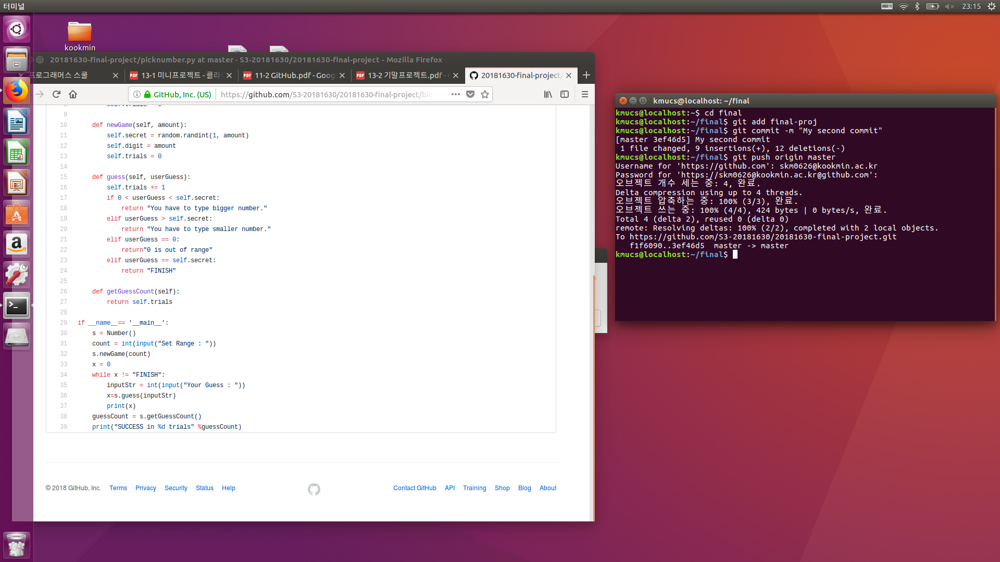 터미널
23:15
kookmin
20181630-final-project/picknumber.py at master · S3-20181630/20181630-final-project - Mozilla Firefox
프로그래머스 스쿨
13-1 미니프로젝트 - 클라
11-2 GitHub.pdf - Goog
13-2 기말프로젝트.pdf -
20181630-final-project/
GitHub, Inc. (US)
https://github.com/S3-20181630/20181630-final-project/blo
9
10 def newGame(self, amount):
11 self.secret = random.randint(1, amount)
12 self.digit = amount
13 self.trials = 0
14
15 def guess(self, userGuess):
16 self.trials += 1
17 if 0 < userGuess < self.secret:
18 return "You have to type bigger number."
19 elif userGuess > self.secret:
20 return "You have to type smaller number."
21 elif userGuess == 0:
22 return"0 is out of range"
23 elif userGuess == self.secret:
24 return "FINISH"
25
26 def getGuessCount(self):
27 return self.trials
28
29 if __name__== '__main__':
30 s = Number()
31 count = int(input("Set Range : "))
32 s.newGame(count)
33 x = 0
34 while x != "FINISH":
35 inputStr = int(input("Your Guess : "))
36 x=s.guess(inputStr)
37 print(x)
38 guessCount = s.getGuessCount()
39 print("SUCCESS in %d trials" %guessCount)
© 2018 GitHub, Inc. Terms Privacy Security Status Help
Contact GitHub API Training Shop Blog About
kmucs@localhost: ~/final
kmucs@localhost:~$ cd final
kmucs@localhost:~/final$ git add final-proj
kmucs@localhost:~/final$ git commit -m "My second commit"
[master 3ef46d5] My second commit
1 file changed, 9 insertions(+), 12 deletions(-)
kmucs@localhost:~/final$ git push origin master
Username for 'https://github.com': skm0626@kookmin.ac.kr
Password for 'https://skm0626@kookmin.ac.kr@github.com':
오브젝트 개수 세는 중: 4, 완료.
Delta compression using up to 4 threads.
오브젝트 압축하는 중: 100% (3/3), 완료.
오브젝트 쓰는 중: 100% (4/4), 424 bytes | 0 bytes/s, 완료.
Total 4 (delta 2), reused 0 (delta 0)
remote: Resolving deltas: 100% (2/2), completed with 2 local objects.
To https://github.com/S3-20181630/20181630-final-project.git
f1f6090..3ef46d5 master -> master
kmucs@localhost:~/final$